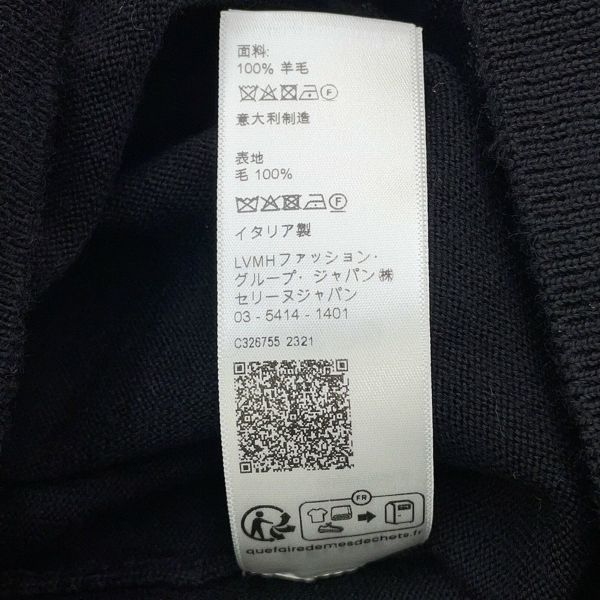 面料:
100% 羊毛
F
意大利制造
表地
毛 100%
F
イタリア製
LVMHファッション・
グループ・ジャパン㈱
セリーヌジャパン
03 - 5414 - 1401
C326755 2321
FR
quefairedemesdechets.fr